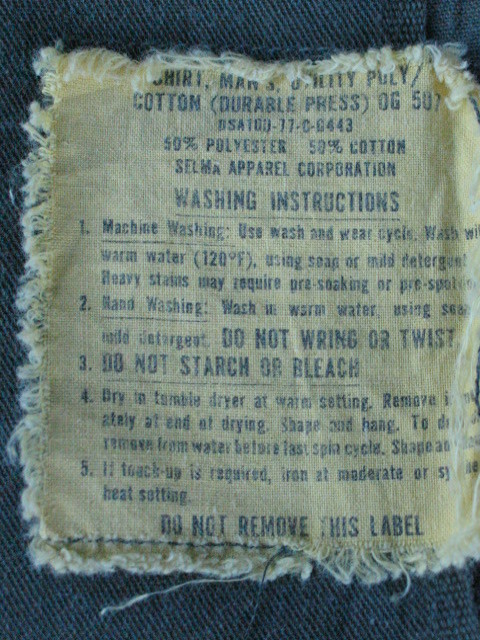 SHIRT, MAN'S, UTILITY POLY/
COTTON (DURABLE PRESS) OG 507
DSA100-77-C-0443
50% POLYESTER 50% COTTON
SELMA APPAREL CORPORATION
WASHING INSTRUCTIONS
1. Machine Washing: Use wash and wear cycle. Wash wi
warm water (120°F), using soap or mild detergent
Heavy stains may require pre-soaking or pre-spot
2. Hand Washing: Wash in warm water, using soa
mild detergent. DO NOT WRING OR TWIST
3. DO NOT STARCH OR BLEACH
4. Dry in tumble dryer at warm setting. Remove
ately at end of drying. Shape and hang. To
remove from water before last spin cycle. Shape an
5. If touch-up is required, iron at moderate or
heat setting.
DO NOT REMOVE THIS LABEL